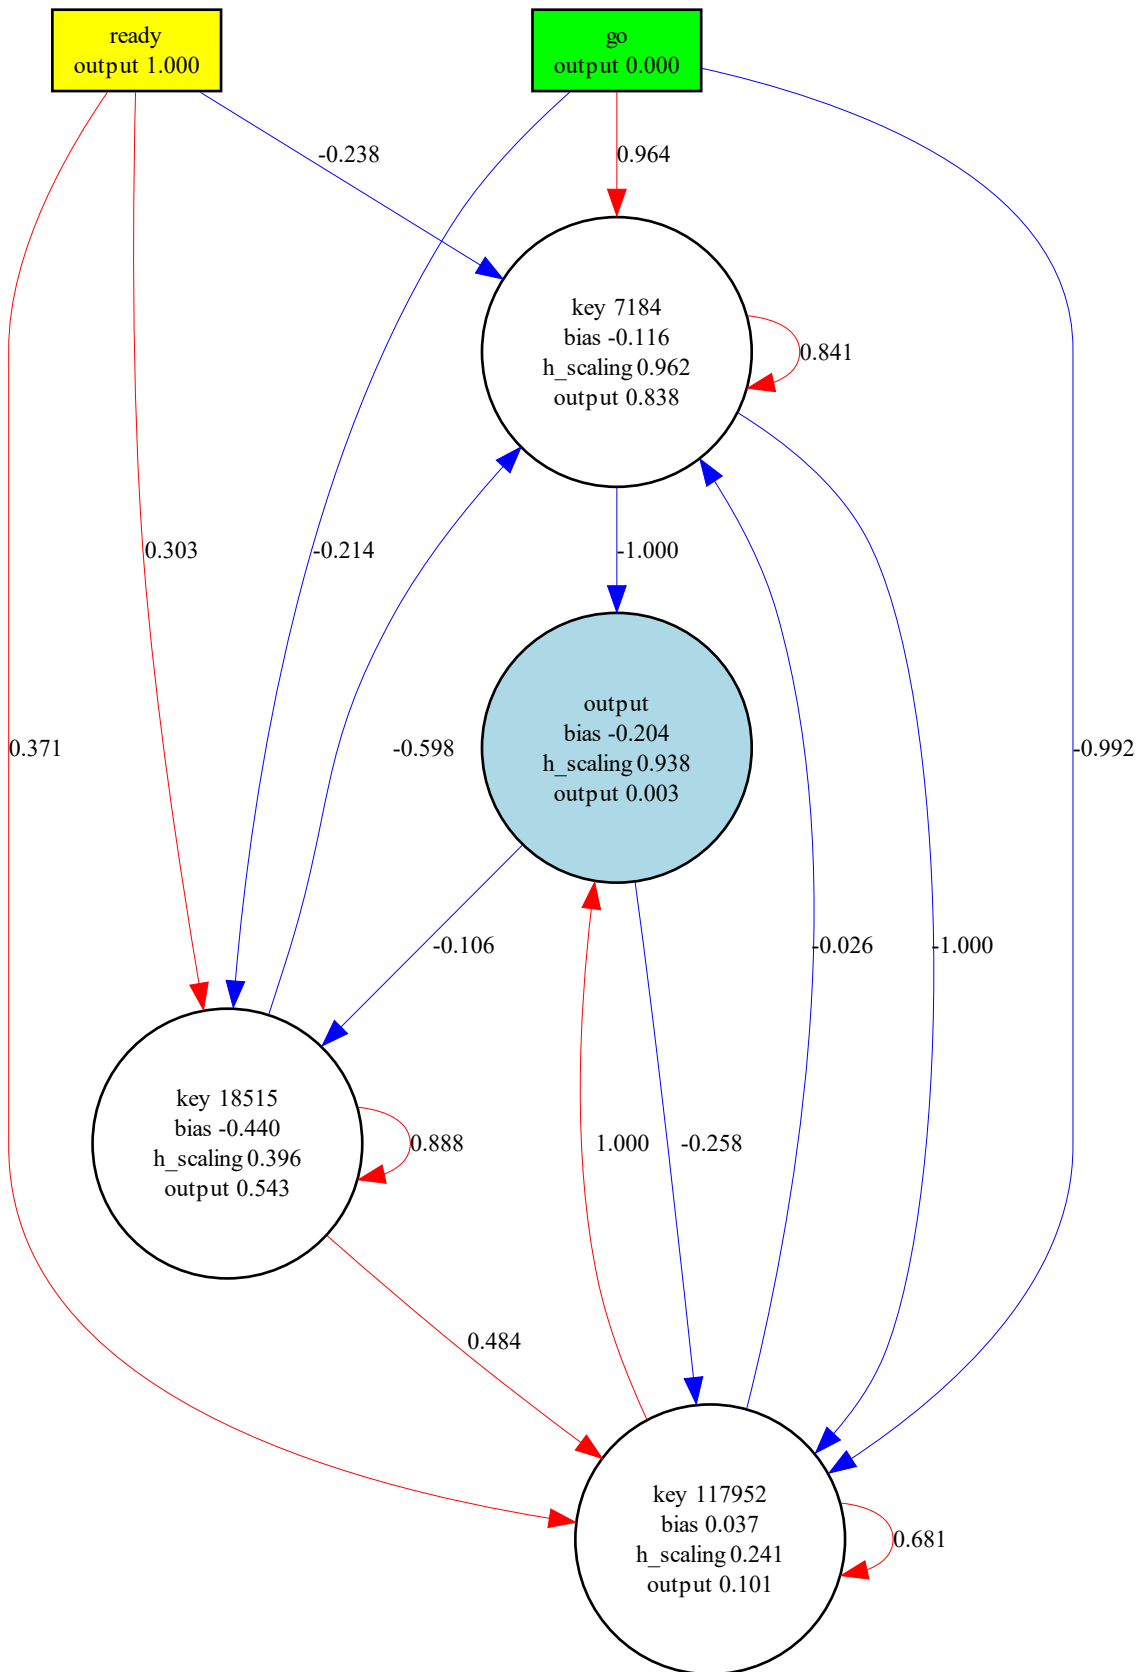 ready
output 1.000
go
output 0.000
-0.238
0.964
key 7184
bias -0.116
h_scaling 0.962
output 0.838
0.841
0.303
-0.214
-1.000
output
bias -0.204
h_scaling 0.938
output 0.003
0.371
-0.598
-0.992
-0.106
-0.026
-1.000
key 18515
bias -0.440
h_scaling 0.396
output 0.543
0.888
1.000
-0.258
0.484
key 117952
bias 0.037
h_scaling 0.241
output 0.101
0.681